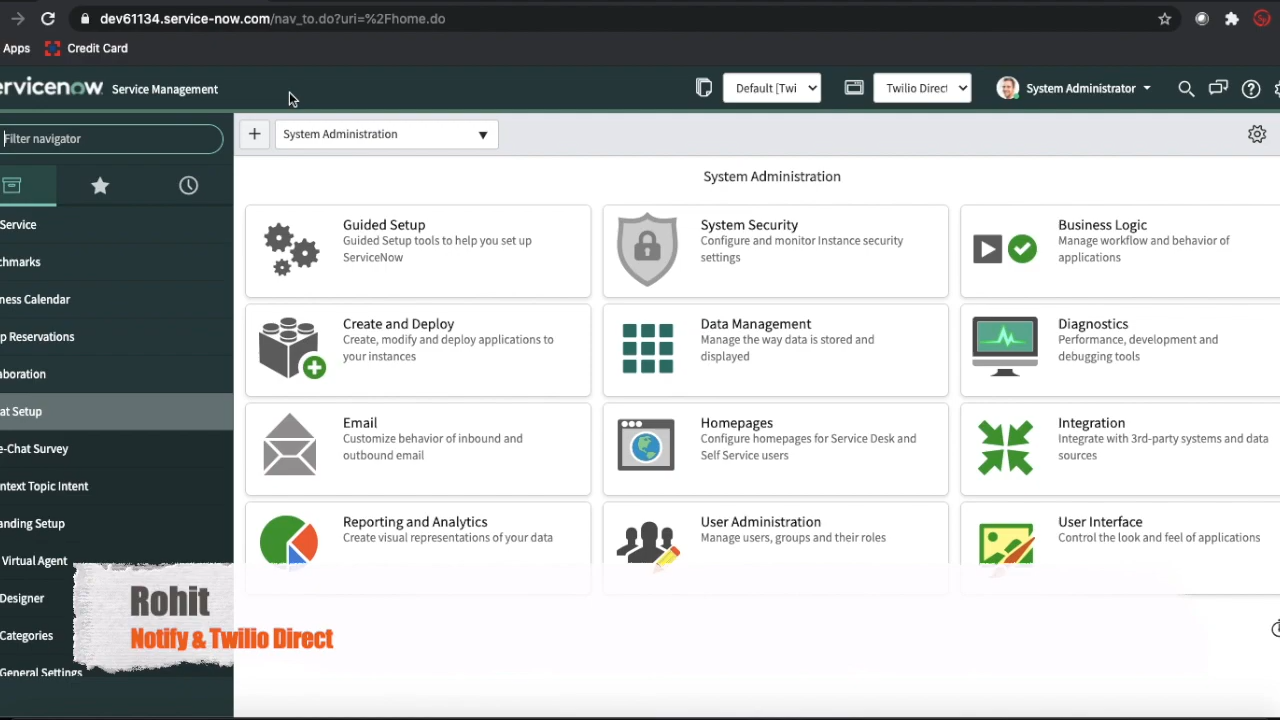 dev61134.service-now.com/nav_to.do?uri=%2Fhome.do
Apps
Credit Card
servicenow
Service Management
Default [Twi
Twilio Direct
System Administrator
Filter navigator
System Administration
System Administration
Service
chmarks
ness Calendar
p Reservations
aboration
at Setup
e-Chat Survey
ntext Topic Intent
anding Setup
Virtual Agent
Designer
Categories
General Settings
Guided Setup
Guided Setup tools to help you set up
ServiceNow
System Security
Configure and monitor Instance security
settings
Business Logic
Manage workflow and behavior of
applications
Create and Deploy
Create, modify and deploy applications to
your instances
Data Management
Manage the way data is stored and
displayed
Diagnostics
Performance, development and
debugging tools
Email
Customize behavior of inbound and
outbound email
Homepages
Configure homepages for Service Desk and
Self Service users
Integration
Integrate with 3rd-party systems and data
sources
Reporting and Analytics
Create visual representations of your data
User Administration
Manage users, groups and their roles
User Interface
Control the look and feel of applications
Rohit
Notify & Twilio Direct